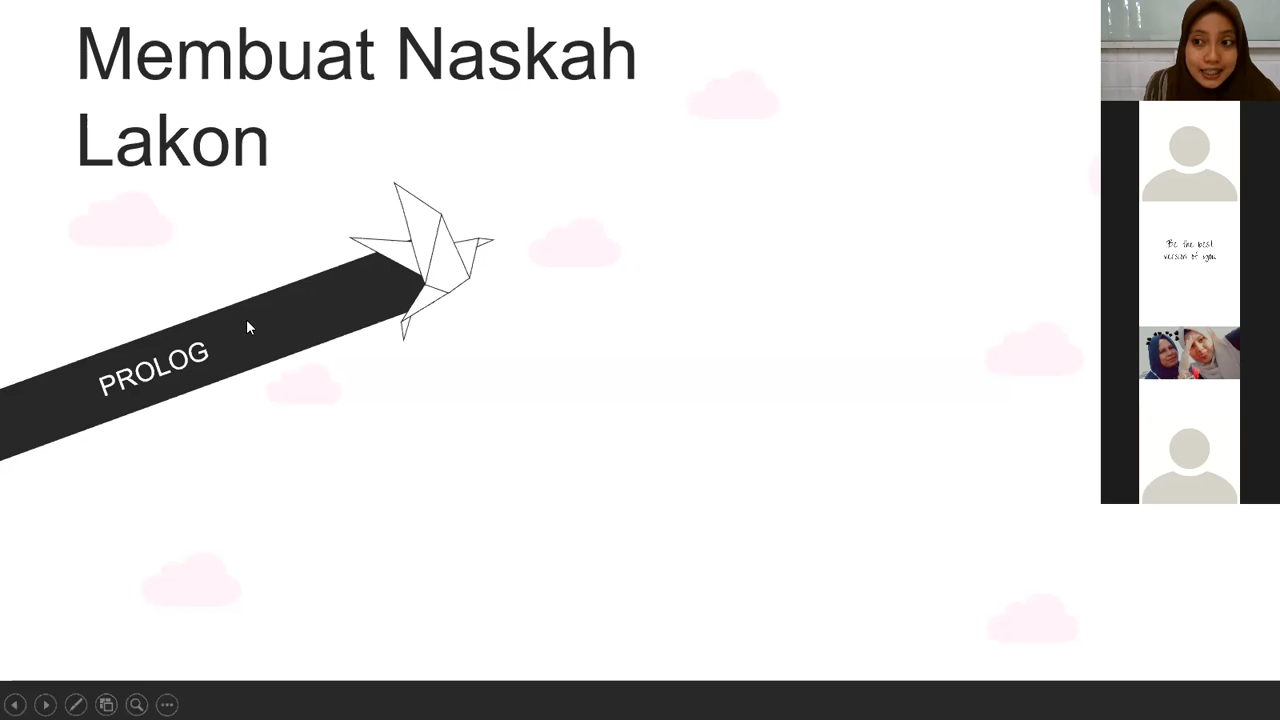 Membuat Naskah
Lakon
PROLOG
Be the best
version of you